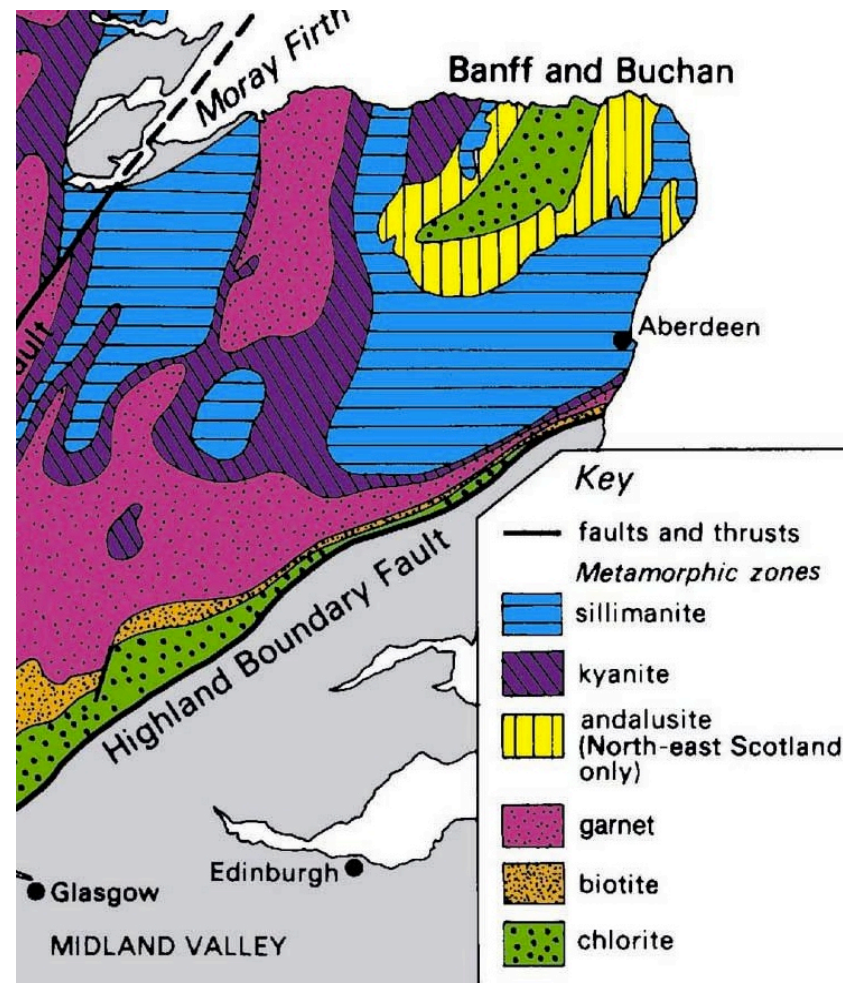 Moray Firth
Banff and Buchan
Aberdeen
ault
Highland Boundary Fault
Edinburgh
Glasgow
MIDLAND VALLEY
Key
faults and thrusts
Metamorphic zones
sillimanite
kyanite
andalusite
(North-east Scotland
only)
garnet
biotite
chlorite